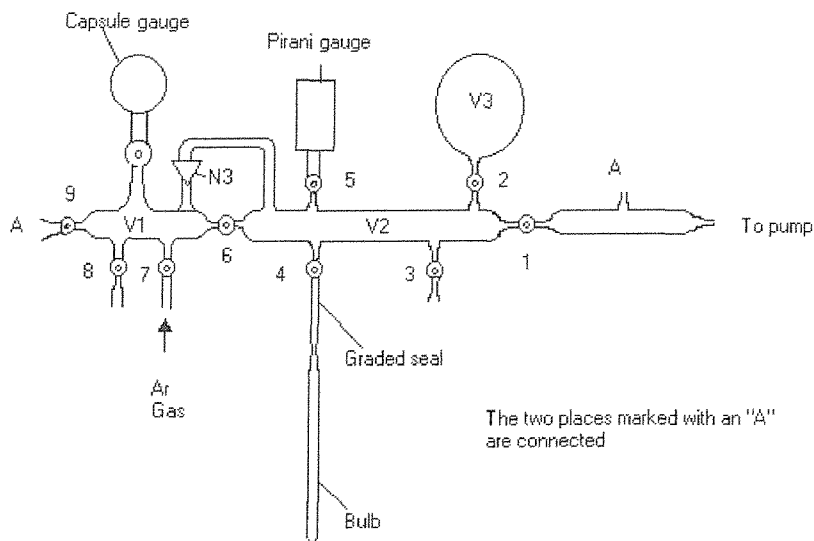 Capsule gauge
Pirani gauge
V3
N3
5
2
A
9
A
V1
V2
To pump
6
1
8
7
4
3
Graded seal
Ar
Gas
The two places marked with an "A"
are connected
Bulb